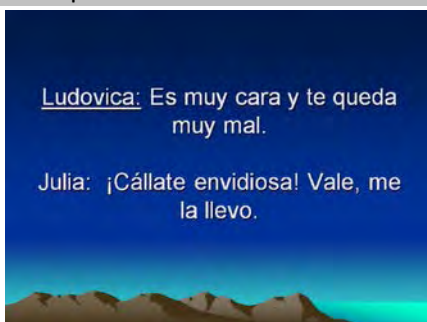 Ludovica: Es muy cara y te queda
muy mal.
Julia:  ¡Cállate envidiosa! Vale, me
la llevo.